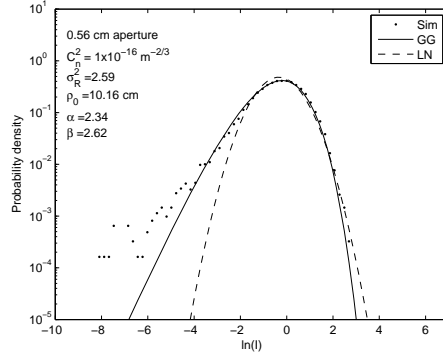 10^1
10^0
10^-1
10^-2
10^-3
10^-4
10^-5
Probability density
0.56 cm aperture
C_n^2 = 1x10^-16 m^-2/3
σ_R^2 =2.59
ρ_0 =10.16 cm
α =2.34
β =2.62
Sim
GG
LN
-10 -8 -6 -4 -2 0 2 4 6
ln(I)